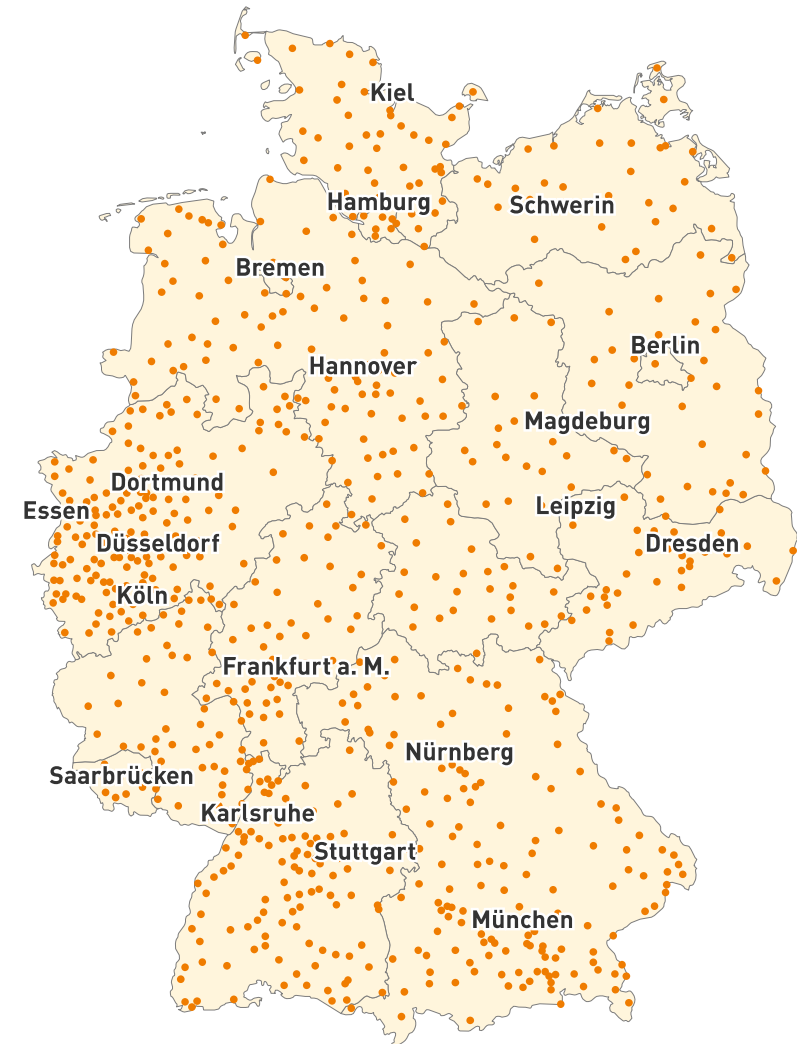 Kiel
Hamburg
Schwerin
Bremen
Berlin
Hannover
Magdeburg
Dortmund
Essen
Leipzig
Düsseldorf
Dresden
Köln
Frankfurt a. M.
Nürnberg
Saarbrücken
Karlsruhe
Stuttgart
München